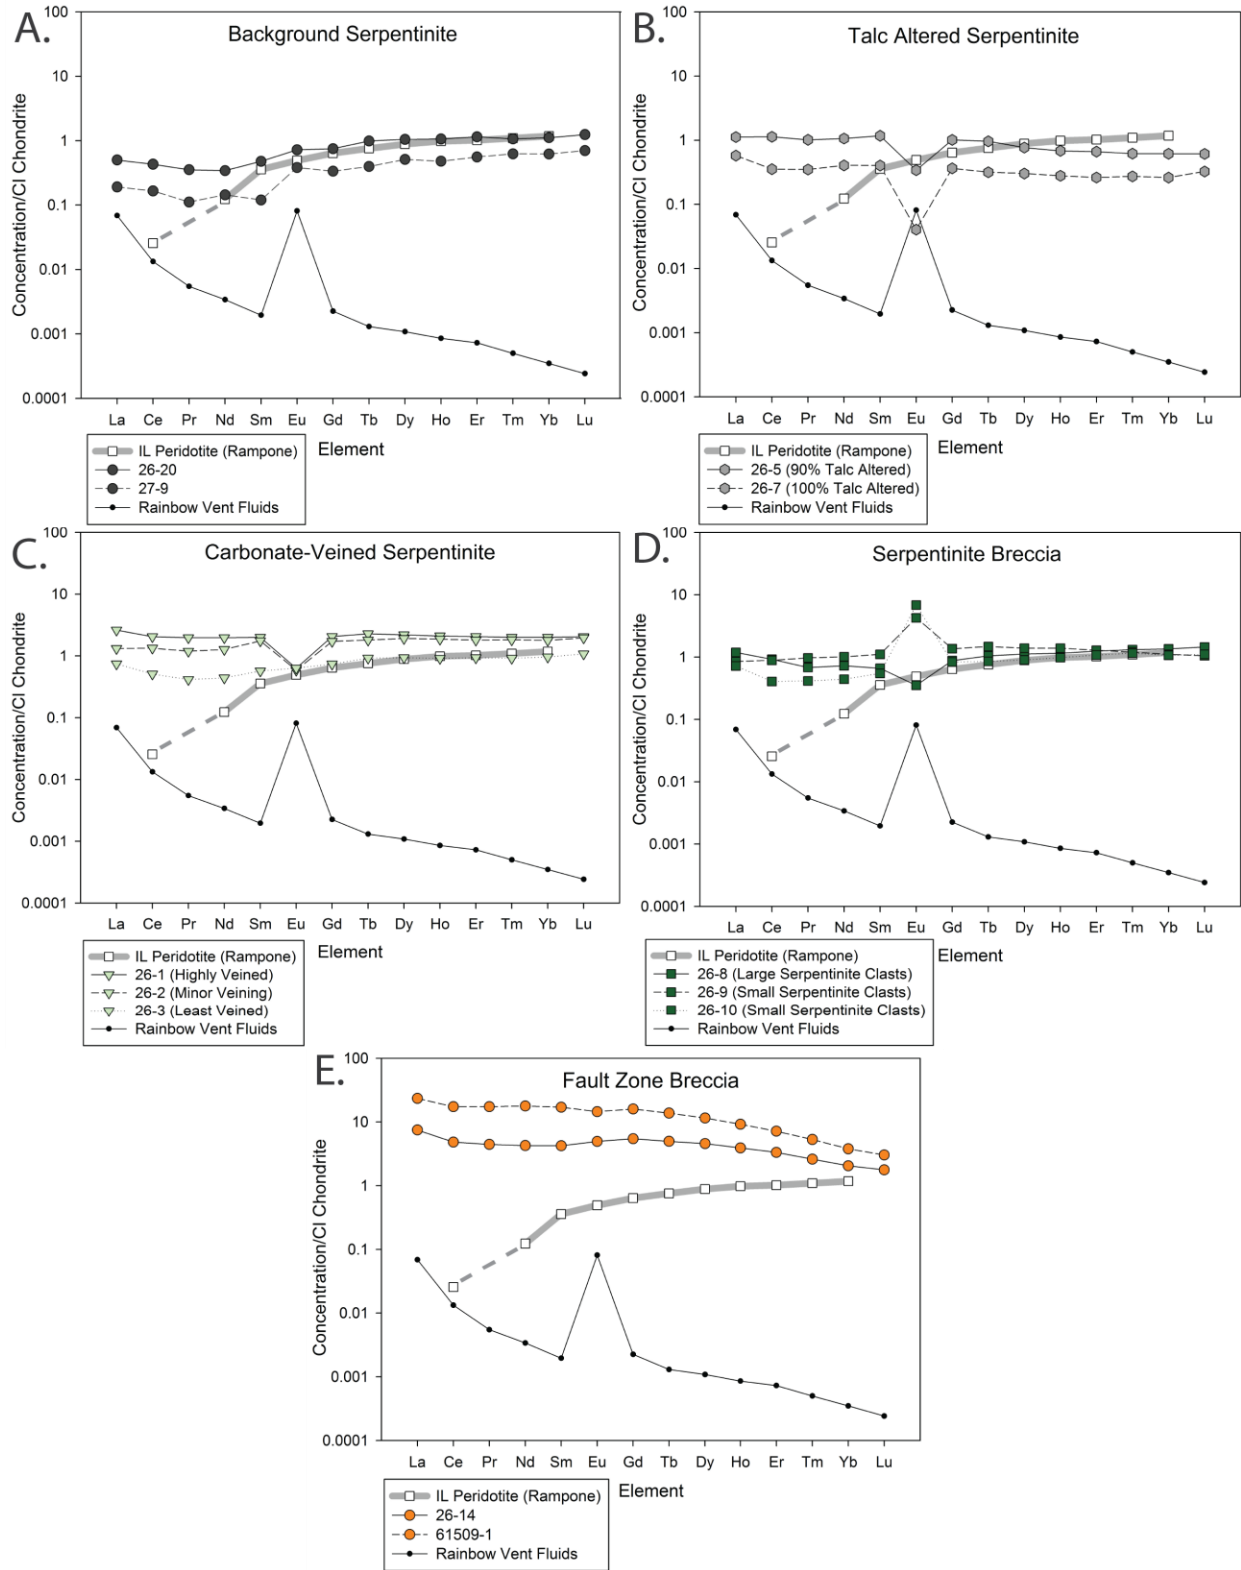 A.
Background Serpentinite
100
10
1
0.1
0.01
0.001
0.0001
Concentration/CI Chondrite
La Ce Pr Nd Sm Eu Gd Tb Dy Ho Er Tm Yb Lu
Element
IL Peridotite (Rampone)
26-20
27-9
Rainbow Vent Fluids
B.
Talc Altered Serpentinite
100
10
1
0.1
0.01
0.001
0.0001
Concentration/CI Chondrite
La Ce Pr Nd Sm Eu Gd Tb Dy Ho Er Tm Yb Lu
Element
IL Peridotite (Rampone)
26-5 (90% Talc Altered)
26-7 (100% Talc Altered)
Rainbow Vent Fluids
C.
Carbonate-Veined Serpentinite
100
10
1
0.1
0.01
0.001
0.0001
Concentration/CI Chondrite
La Ce Pr Nd Sm Eu Gd Tb Dy Ho Er Tm Yb Lu
Element
IL Peridotite (Rampone)
26-1 (Highly Veined)
26-2 (Minor Veining)
26-3 (Least Veined)
Rainbow Vent Fluids
D.
Serpentinite Breccia
100
10
1
0.1
0.01
0.001
0.0001
Concentration/CI Chondrite
La Ce Pr Nd Sm Eu Gd Tb Dy Ho Er Tm Yb Lu
Element
IL Peridotite (Rampone)
26-8 (Large Serpentinite Clasts)
26-9 (Small Serpentinite Clasts)
26-10 (Small Serpentinite Clasts)
Rainbow Vent Fluids
E.
Fault Zone Breccia
100
10
1
0.1
0.01
0.001
0.0001
Concentration/CI Chondrite
La Ce Pr Nd Sm Eu Gd Tb Dy Ho Er Tm Yb Lu
Element
IL Peridotite (Rampone)
26-14
61509-1
Rainbow Vent Fluids